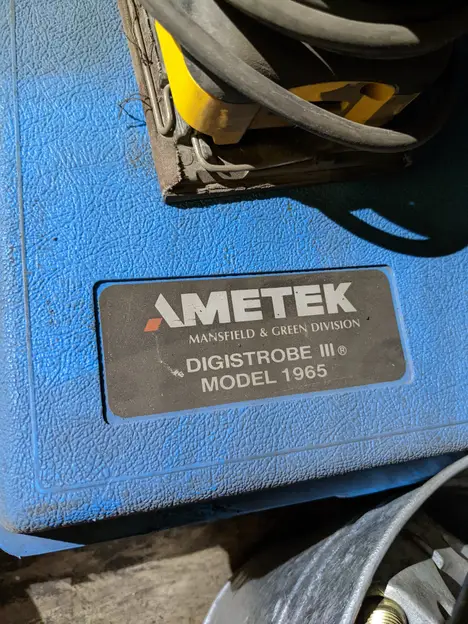 AMETEK
MANSFIELD & GREEN DIVISION
DIGISTROBE III®
MODEL 1965